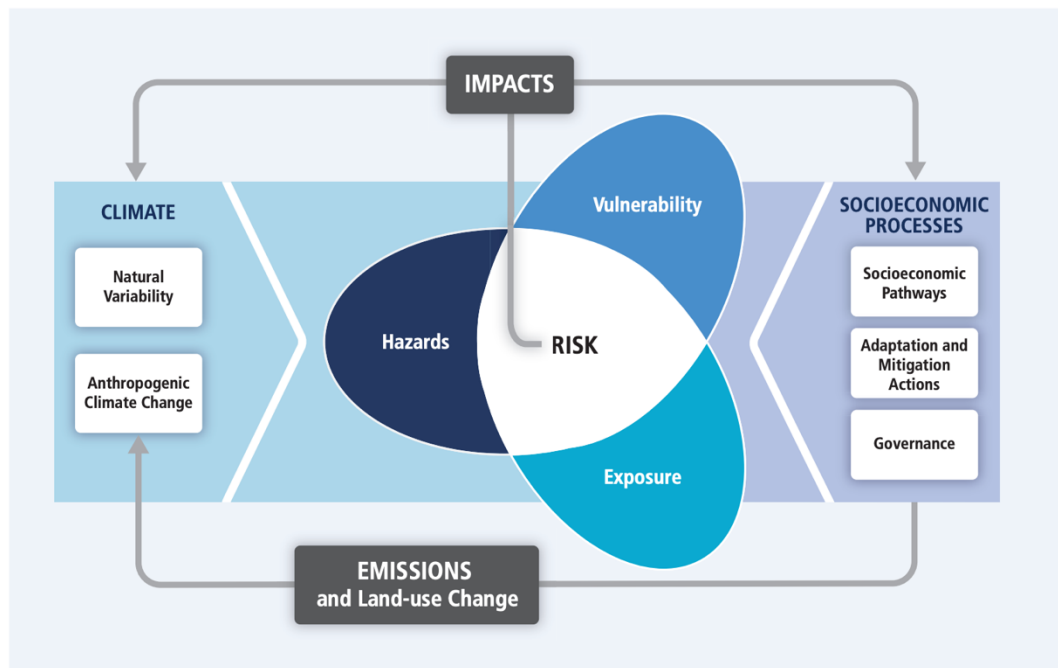 IMPACTS
CLIMATE
Natural
Variability
Anthropogenic
Climate Change
Vulnerability
Hazards
RISK
Exposure
SOCIOECONOMIC
PROCESSES
Socioeconomic
Pathways
Adaptation and
Mitigation
Actions
Governance
EMISSIONS
and Land-use Change